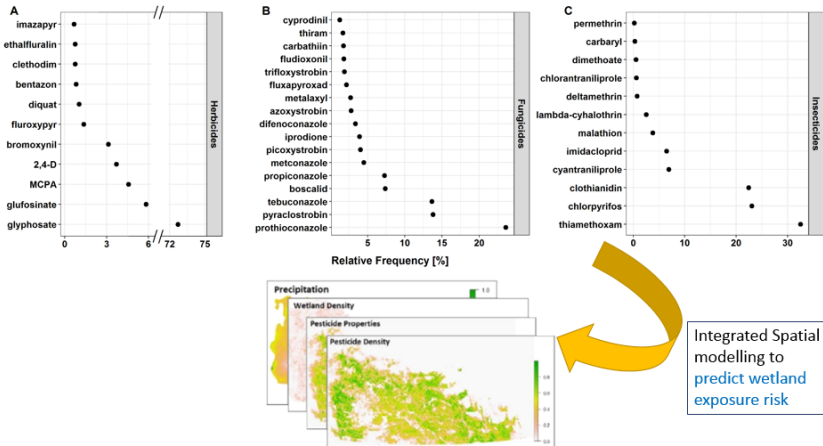 A
imazapyr
ethalfluralin
clethodim
bentazon
diquat
fluroxypyr
bromoxynil
2,4-D
MCPA
glufosinate
glyphosate
0
3
6
72
75
Herbicides
B
cyprodinil
thiram
carbathiin
fludioxonil
trifloxystrobin
fluxapyroxad
metalaxyl
azoxystrobin
difenoconazole
iprodione
picoxystrobin
metconazole
propiconazole
boscalid
tebuconazole
pyraclostrobin
prothioconazole
5
10
15
20
Fungicides
Relative Frequency [%]
C
permethrin
carbaryl
dimethoate
chlorantraniliprole
deltamethrin
lambda-cyhalothrin
malathion
imidacloprid
cyantraniliprole
clothianidin
chlorpyrifos
thiamethoxam
0
10
20
30
Insecticides
Precipitation
1.0
Wetland Density
Pesticide Properties
Pesticide Density
Integrated Spatial
modelling to
predict wetland
exposure risk